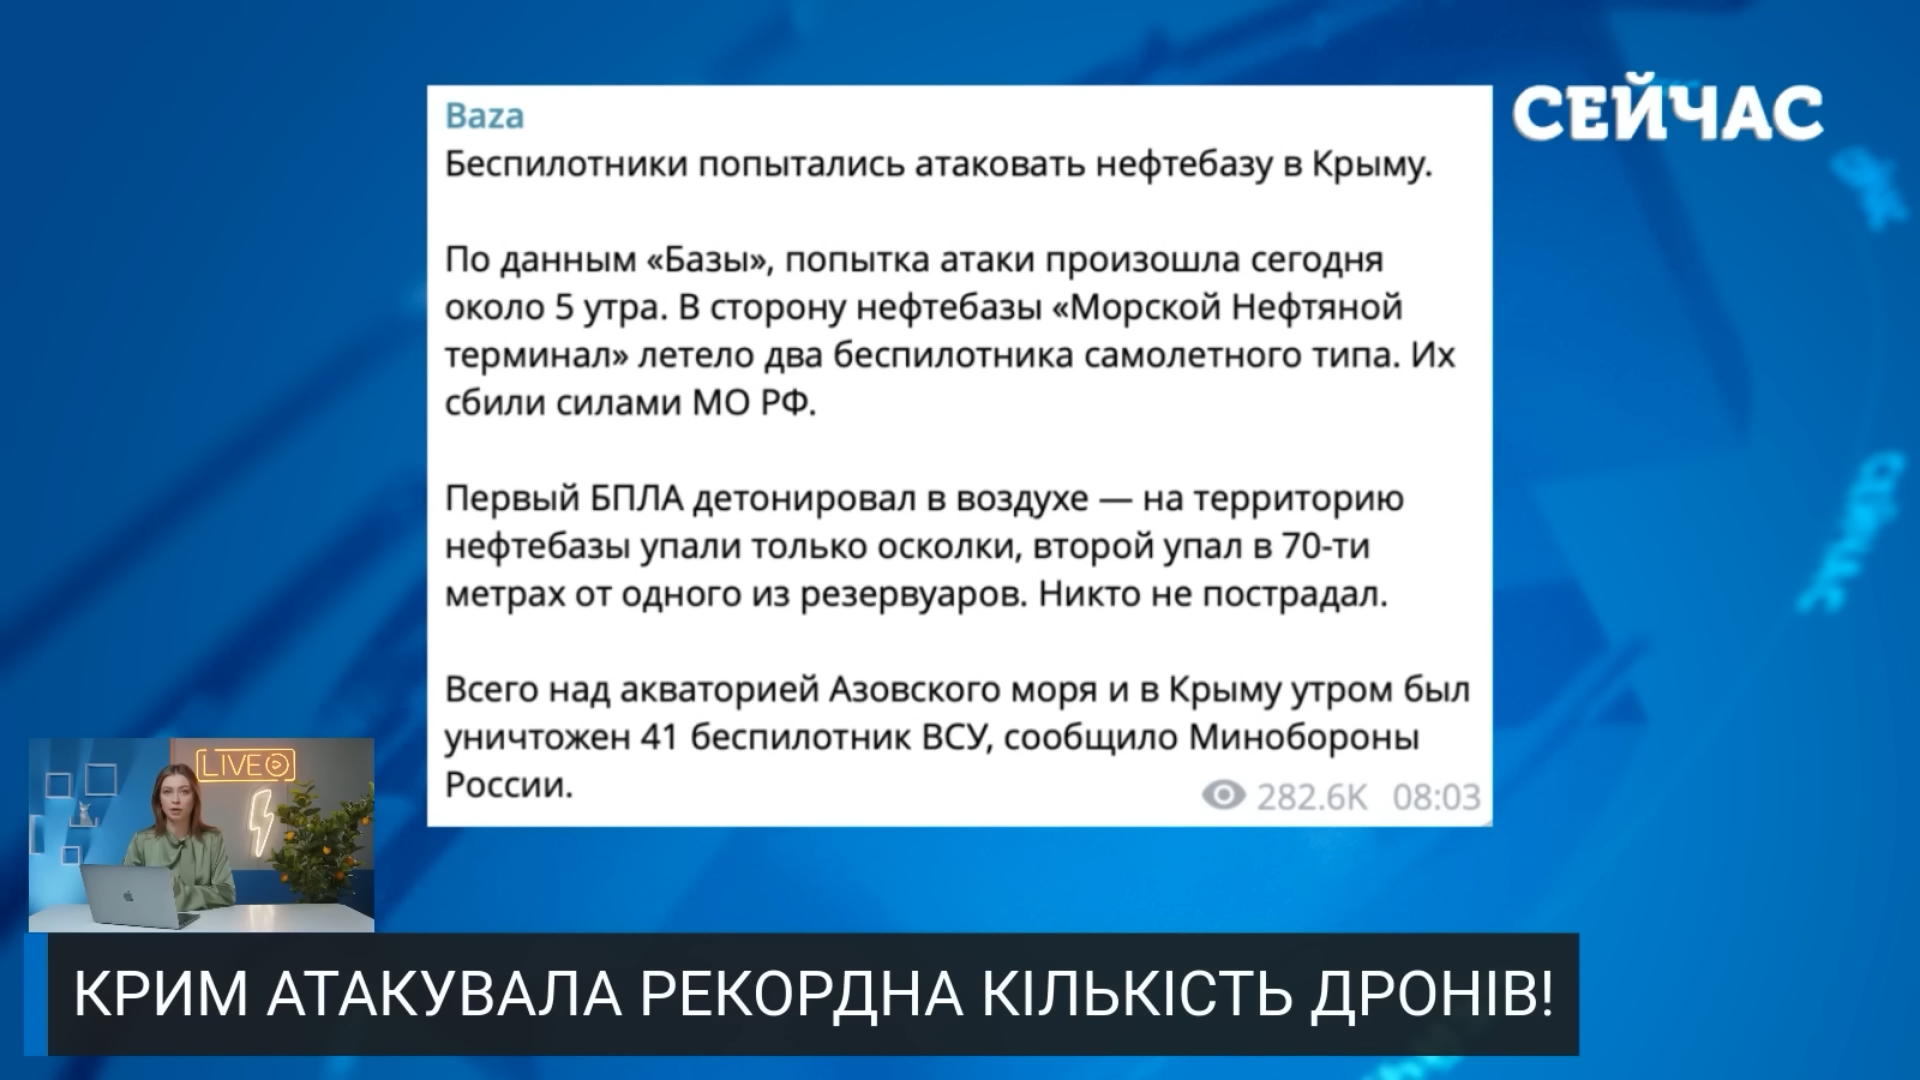 СЕЙЧАС
Baza
Беспилотники попытались атаковать нефтебазу в Крыму.
По данным «Базы», попытка атаки произошла сегодня
около 5 утра. В сторону нефтебазы «Морской Нефтяной
терминал» летело два беспилотника самолетного типа. Их
сбили силами МО РФ.
Первый БПЛА детонировал в воздухе — на территорию
нефтебазы упали только осколки, второй упал в 70-ти
метрах от одного из резервуаров. Никто не пострадал.
Всего над акваторией Азовского моря и в Крыму утром был
уничтожен 41 беспилотник ВСУ, сообщило Минобороны
России.
282.6K 08:03
LIVE
КРИМ АТАКУВАЛА РЕКОРДНА КІЛЬКІСТЬ ДРОНІВ!